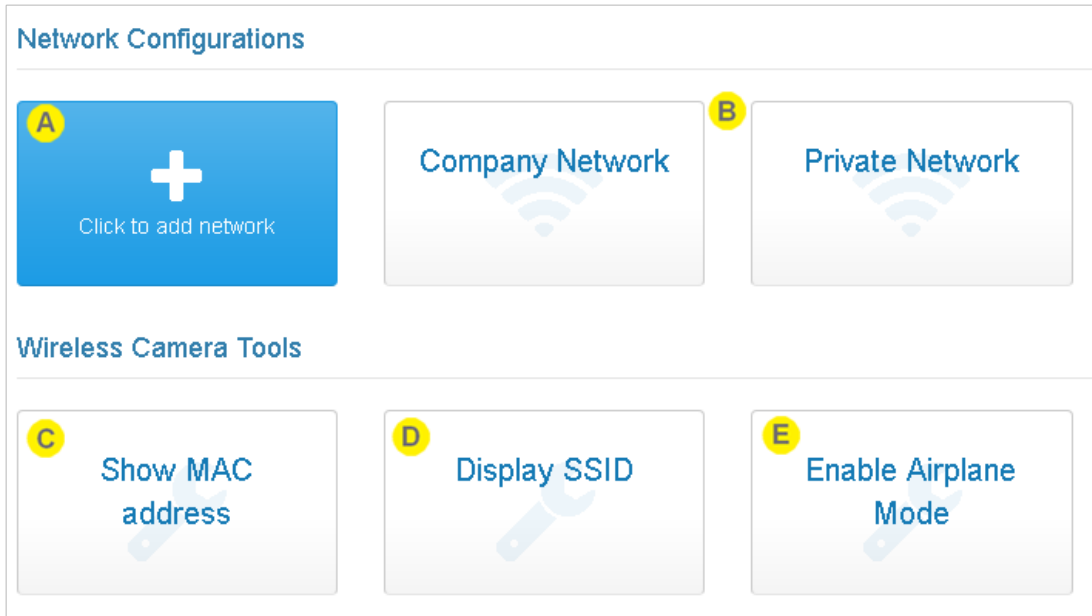 Network Configurations
A
Click to add network
Company Network
B
Private Network
Wireless Camera Tools
C
Show MAC
address
D
Display SSID
E
Enable Airplane
Mode